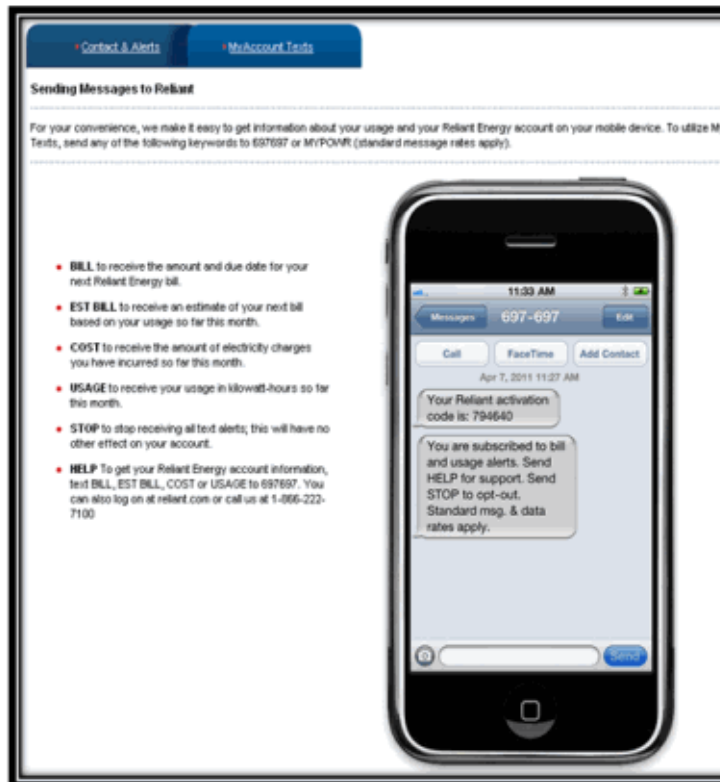 Contact & Alerts
MyAccount Texts
Sending Messages to Reliant
For your convenience, we make it easy to get information about your usage and your Reliant Energy account on your mobile device. To utilize M
Texts, send any of the following keywords to 697697 or MYPOWR (standard message rates apply).
BILL to receive the amount and due date for your
next Reliant Energy bill.
EST BILL to receive an estimate of your next bill
based on your usage so far this month.
COST to receive the amount of electricity charges
you have incurred so far this month.
USAGE to receive your usage in kilowatt-hours so far
this month.
STOP to stop receiving all text alerts; this will have no
other effect on your account.
HELP To get your Reliant Energy account information,
text BILL, EST BILL, COST or USAGE to 697697. You
can also log on at reliant.com or call us at 1-866-222-
7100
11:33 AM
Messages
697-697
Edit
Call
FaceTime
Add Contact
Apr 7, 2011 11:27 AM
Your Reliant activation
code is: 794640
You are subscribed to bill
and usage alerts. Send
HELP for support. Send
STOP to opt-out.
Standard msg. & data
rates apply.
Send